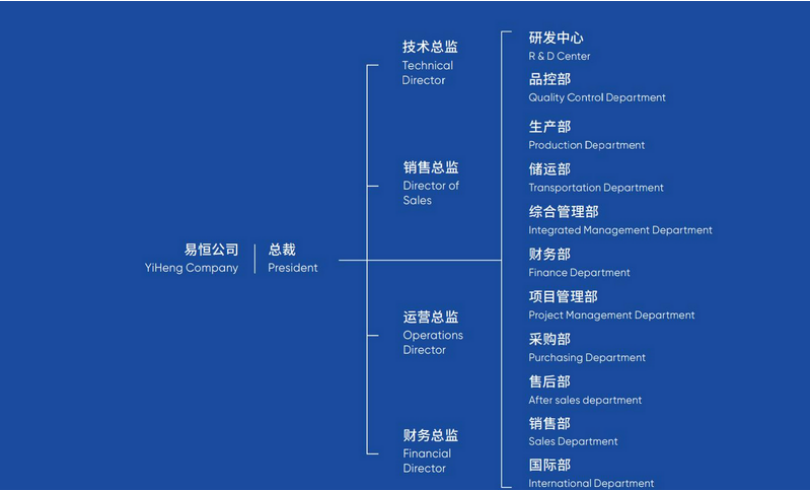 易恒公司
YiHeng Company
总裁
President
技术总监
Technical
Director
销售总监
Director of
Sales
运营总监
Operations
Director
财务总监
Financial
Director
研发中心
R & D Center
品控部
Quality Control Department
生产部
Production Department
储运部
Transportation Department
综合管理部
Integrated Management Department
财务部
Finance Department
项目管理部
Project Management Department
采购部
Purchasing Department
售后部
After sales department
销售部
Sales Department
国际部
International Department